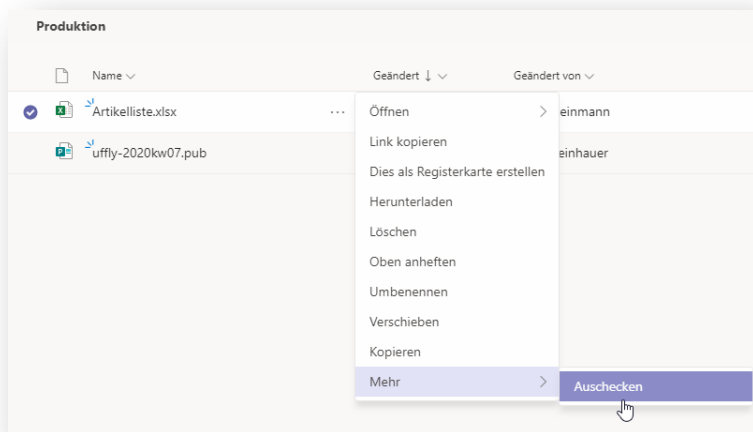 Produktion
Name Geändert ↓ Geändert von
Artikelliste.xlsx ... Öffnen einmann
Link kopieren
uffly-2020kw07.pub einhauer
Dies als Registerkarte erstellen
Herunterladen
Löschen
Oben anheften
Umbenennen
Verschieben
Kopieren
Mehr Auschecken